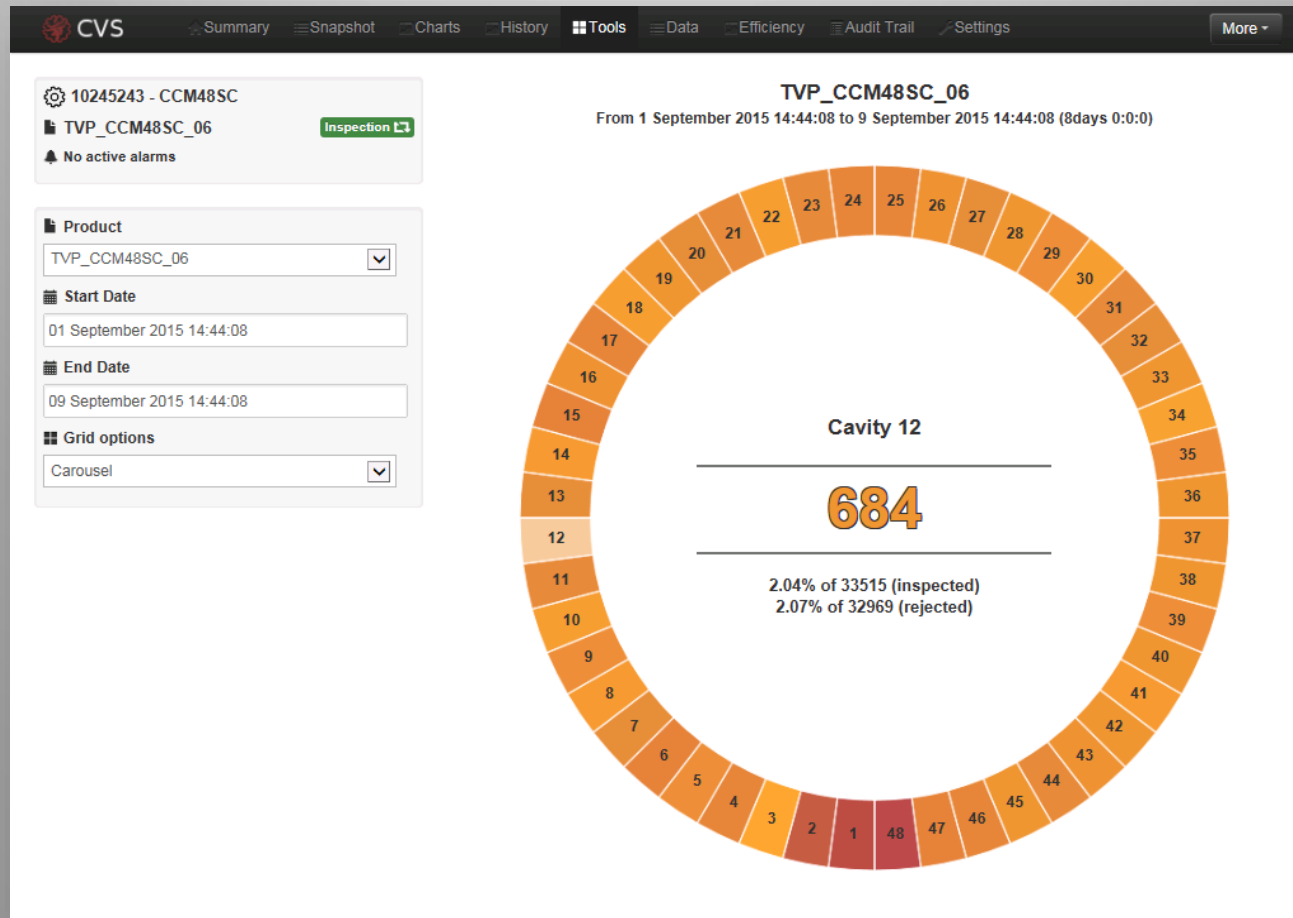 CVS
Summary
Snapshot
Charts
History
Tools
Data
Efficiency
Audit Trail
Settings
More
10245243 - CCM48SC
TVP_CCM48SC_06
Inspection
No active alarms
Product
TVP_CCM48SC_06
Start Date
01 September 2015 14:44:08
End Date
09 September 2015 14:44:08
Grid options
Carousel
TVP_CCM48SC_06
From 1 September 2015 14:44:08 to 9 September 2015 14:44:08 (8days 0:0:0)
1
2
3
4
5
6
7
8
9
10
11
12
13
14
15
16
17
18
19
20
21
22
23
24
25
26
27
28
29
30
31
32
33
34
35
36
37
38
39
40
41
42
43
44
45
46
47
48
Cavity 12
684
2.04% of 33515 (inspected)
2.07% of 32969 (rejected)